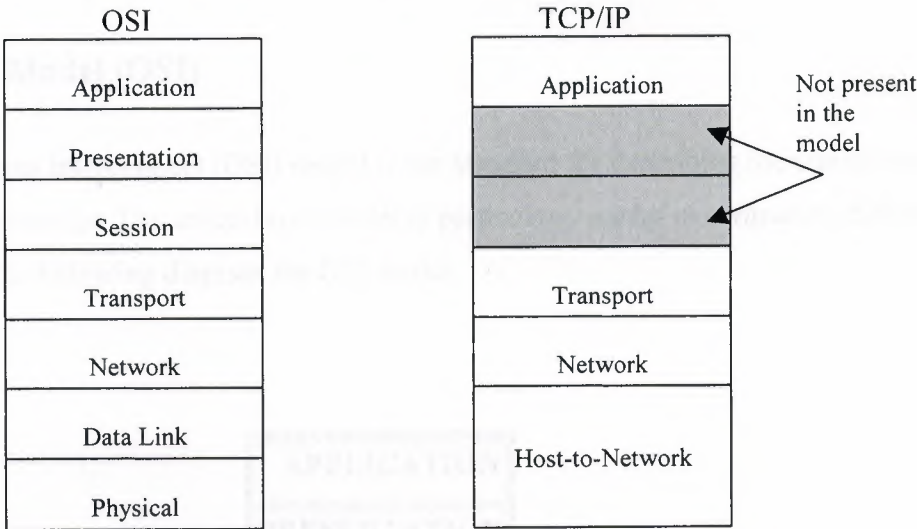 OSI
Application
Presentation
Session
Transport
Network
Data Link
Physical
TCP/IP
Application
Transport
Network
Host-to-Network
Not present
in the
model